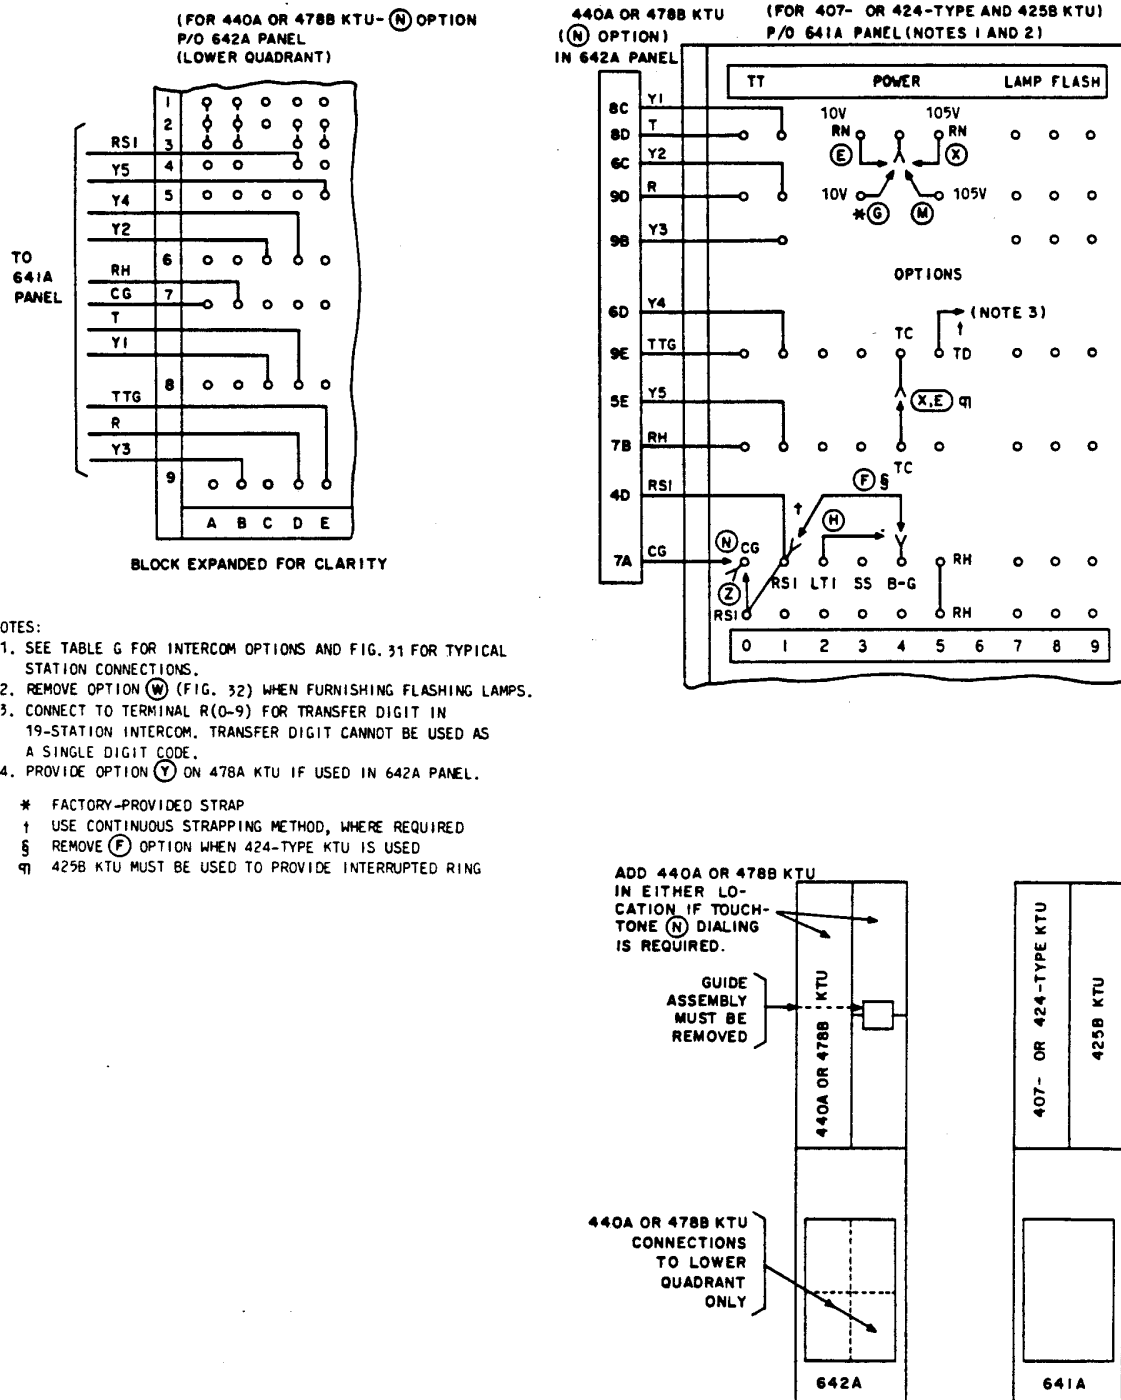 (FOR 440A OR 478B KTU- (N) OPTION
P/O 642A PANEL
(LOWER QUADRANT)
1
2
3
4
5
6
7
8
9
RS1
Y5
Y4
Y2
RH
CG
T
Y1
TTG
R
Y3
TO
641A
PANEL
A B C D E
BLOCK EXPANDED FOR CLARITY
440A OR 478B KTU
(N OPTION)
IN 642A PANEL
(FOR 407- OR 424-TYPE AND 425B KTU)
P/O 641A PANEL (NOTES 1 AND 2)
TT POWER LAMP FLASH
8C Y1
8D T
6C Y2
9D R
9B Y3
6D Y4
9E TTG
5E Y5
7B RH
4D RS1
7A CG
10V 105V
RN RN
E X
10V 105V
*G M
OPTIONS
(NOTE 3)
†
TC
TD
X,E ¶
TC
F §
†
H
N CG
RS1 LT1 SS B-G RH
Z
RS1 RH
0 1 2 3 4 5 6 7 8 9
OTES:
1. SEE TABLE G FOR INTERCOM OPTIONS AND FIG. 31 FOR TYPICAL
STATION CONNECTIONS.
2. REMOVE OPTION (W) (FIG. 32) WHEN FURNISHING FLASHING LAMPS.
3. CONNECT TO TERMINAL R(0-9) FOR TRANSFER DIGIT IN
19-STATION INTERCOM. TRANSFER DIGIT CANNOT BE USED AS
A SINGLE DIGIT CODE.
4. PROVIDE OPTION (Y) ON 478A KTU IF USED IN 642A PANEL.
* FACTORY-PROVIDED STRAP
† USE CONTINUOUS STRAPPING METHOD, WHERE REQUIRED
§ REMOVE (F) OPTION WHEN 424-TYPE KTU IS USED
¶ 425B KTU MUST BE USED TO PROVIDE INTERRUPTED RING
ADD 440A OR 478B KTU
IN EITHER LO-
CATION IF TOUCH-
TONE (N) DIALING
IS REQUIRED.
GUIDE
ASSEMBLY
MUST BE
REMOVED
440A OR 478B KTU
407- OR 424-TYPE KTU
425B KTU
440A OR 478B KTU
CONNECTIONS
TO LOWER
QUADRANT
ONLY
642A
641A